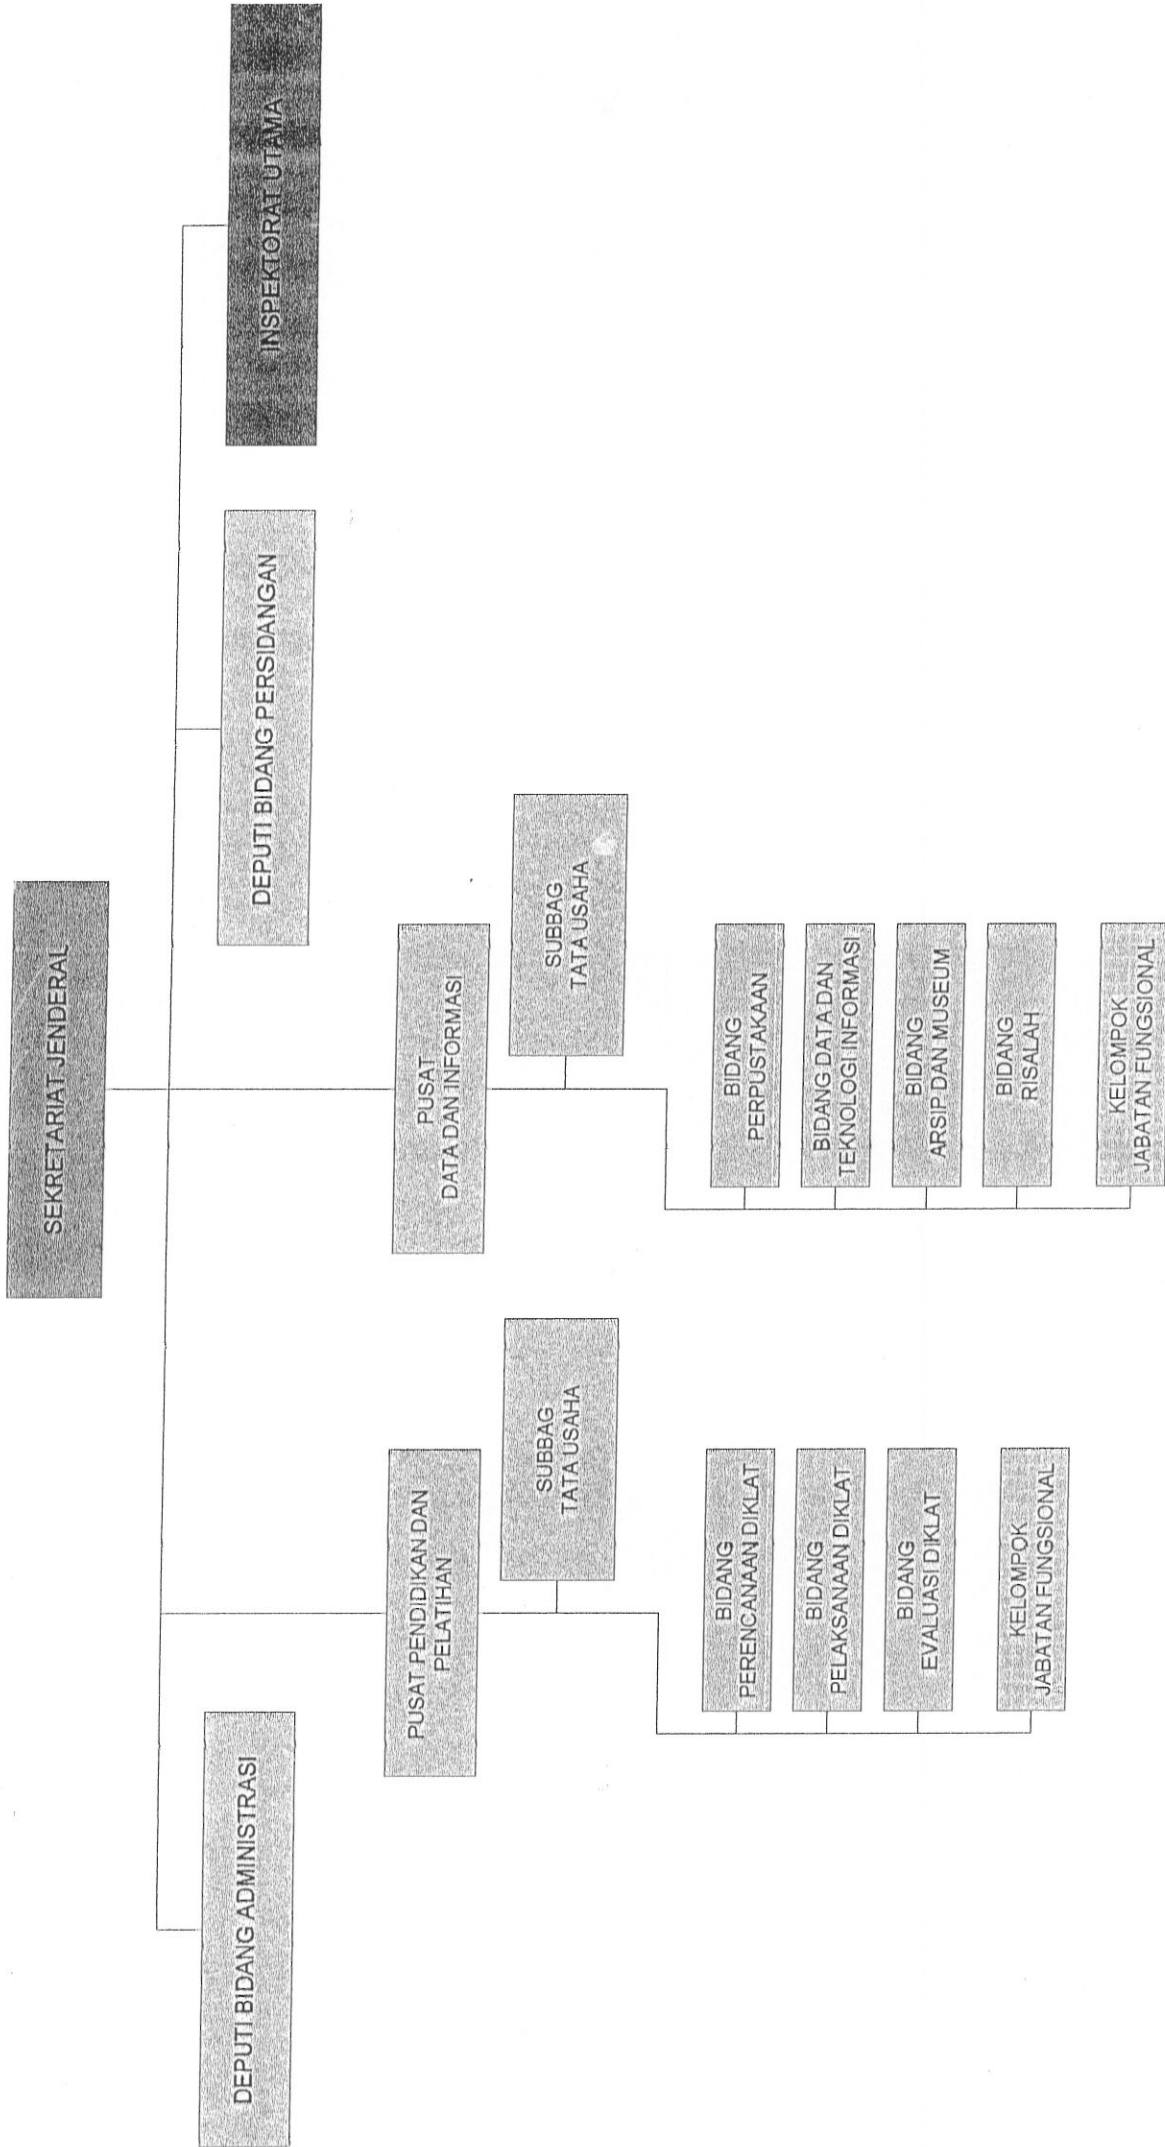 SEKRETARIAT JENDERAL
DEPUTI BIDANG ADMINISTRASI
DEPUTI BIDANG PERSIDANGAN
INSPEKTORAT UTAMA
PUSAT PENDIDIKAN DAN
PELATIHAN
SUBBAG
TATA USAHA
BIDANG
PERENCANAAN DIKLAT
BIDANG
PELAKSANAAN DIKLAT
BIDANG
EVALUASI DIKLAT
KELOMPOK
JABATAN FUNGSIONAL
PUSAT
DATA DAN INFORMASI
SUBBAG
TATA USAHA
BIDANG
PERPUSTAKAAN
BIDANG DATA DAN
TEKNOLOGI INFORMASI
BIDANG
ARSIP DAN MUSEUM
BIDANG
RISALAH
KELOMPOK
JABATAN FUNGSIONAL